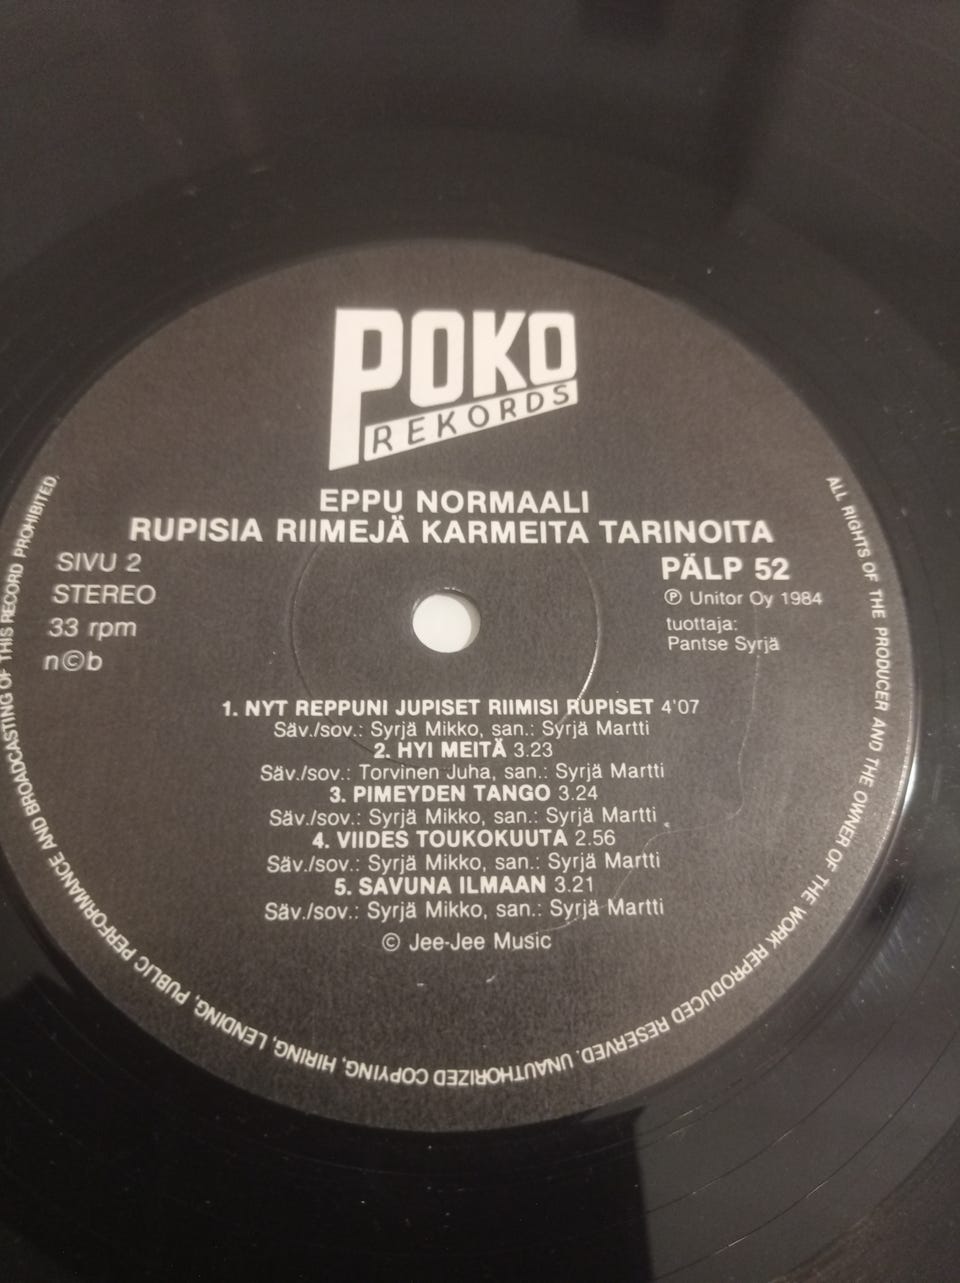 POKO
REKORDS
EPPU NORMAALI
RUPISIA RIIMEJÄ KARMEITA TARINOITA
SIVU 2
STEREO
33 rpm
n©b
PÄLP 52
℗ Unitor Oy 1984
tuottaja:
Pantse Syrjä
1. NYT REPPUNI JUPISET RIIMISI RUPISET 4'07
Säv./sov.: Syrjä Mikko, san.: Syrjä Martti
2. HYI MEITÄ 3.23
Säv./sov.: Torvinen Juha, san.: Syrjä Martti
3. PIMEYDEN TANGO 3.24
Säv./sov.: Syrjä Mikko, san.: Syrjä Martti
4. VIIDES TOUKOKUUTA 2.56
Säv./sov.: Syrjä Mikko, san.: Syrjä Martti
5. SAVUNA ILMAAN 3.21
Säv./sov.: Syrjä Mikko, san.: Syrjä Martti
© Jee-Jee Music
ALL RIGHTS OF THE PRODUCER AND THE OWNER OF THE WORK REPRODUCED RESERVED. UNAUTHORIZED COPYING, HIRING, LENDING, PUBLIC PERFORMANCE AND BROADCASTING OF THIS RECORD PROHIBITED.